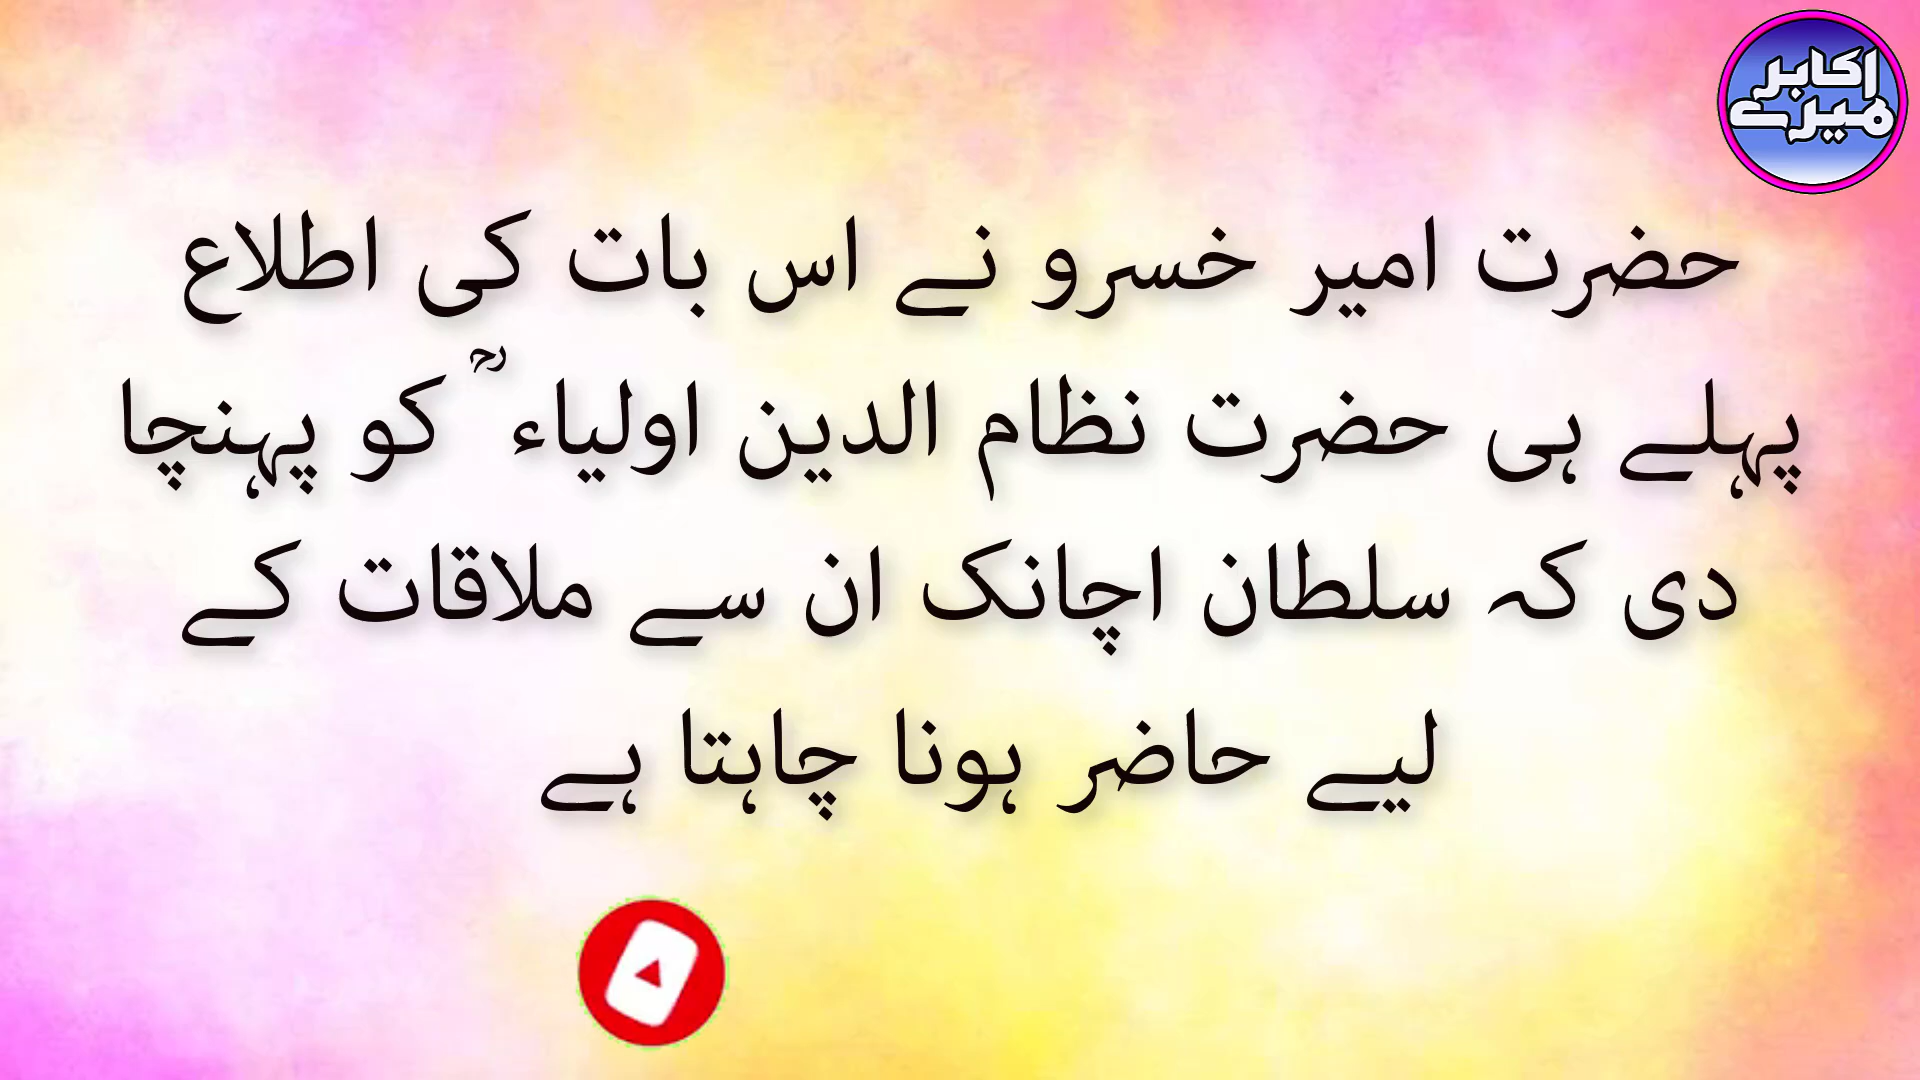 اکابر
میرے
حضرت امیر خسرو نے اس بات کی اطلاع
پہلے ہی حضرت نظام الدین اولیاء ؒ کو پہنچا
دی کہ سلطان اچانک ان سے ملاقات کے
لیے حاضر ہونا چاہتا ہے